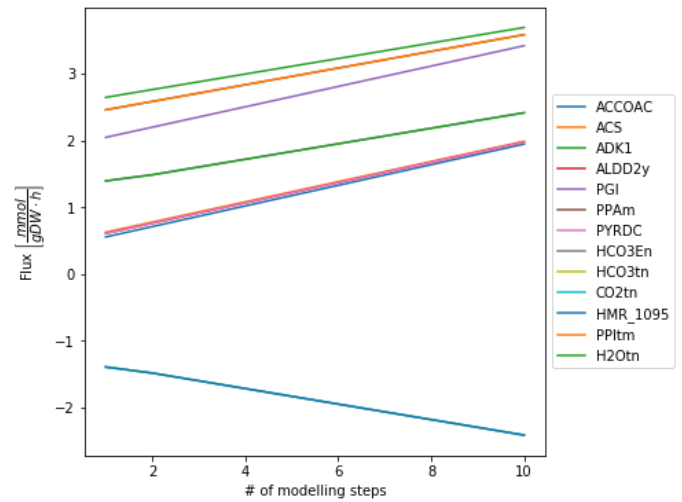 3
2
1
0
−1
−2
Flux [mmol/gDW · h]
2
4
6
8
10
# of modelling steps
ACCOAC
ACS
ADK1
ALDD2y
PGI
PPAm
PYRDC
HCO3En
HCO3tn
CO2tn
HMR_1095
PPItm
H2Otn